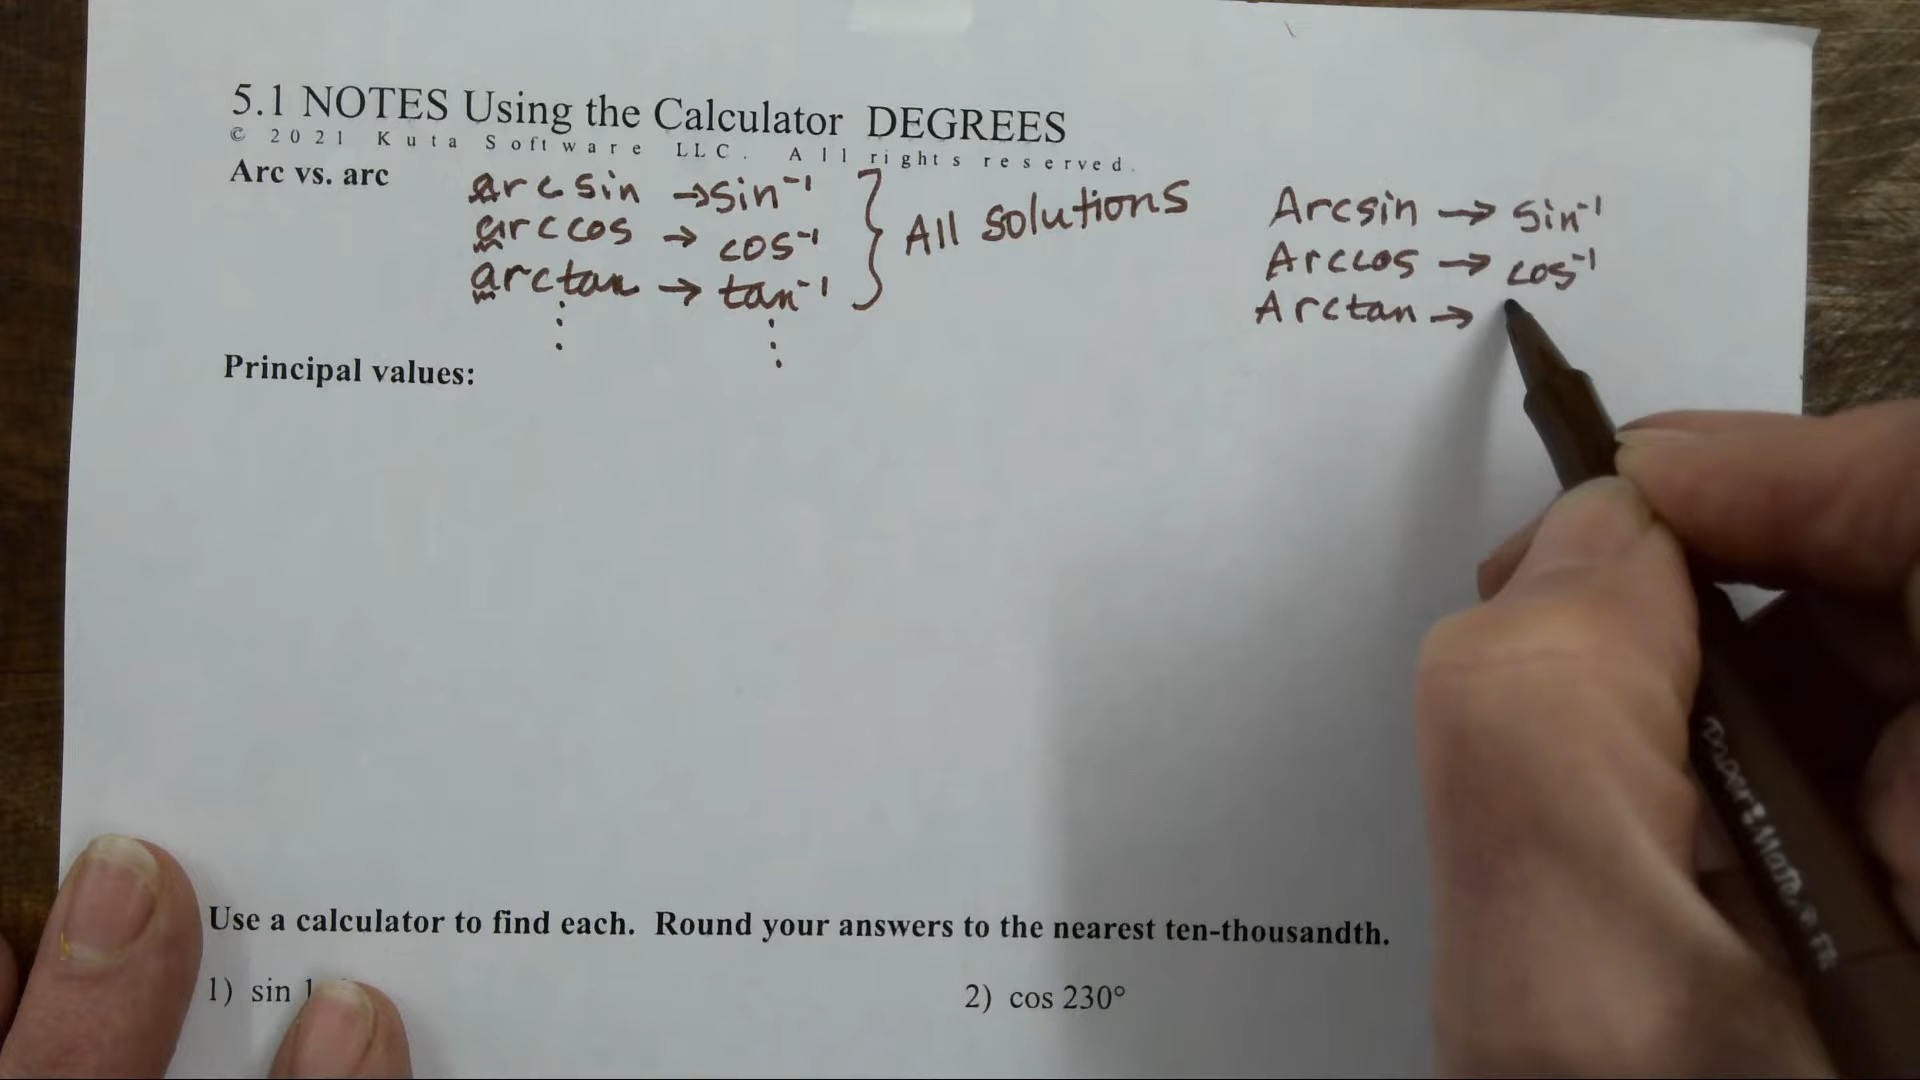 5.1 NOTES Using the Calculator DEGREES
© 2021 Kuta Software LLC. All rights reserved.
Arc vs. arc
arcsin → sin⁻¹
arccos → cos⁻¹
arctan → tan⁻¹
} All solutions
Arcsin → sin⁻¹
Arccos → cos⁻¹
Arctan →
Principal values:
Use a calculator to find each. Round your answers to the nearest ten-thousandth.
1) sin
2) cos 230°